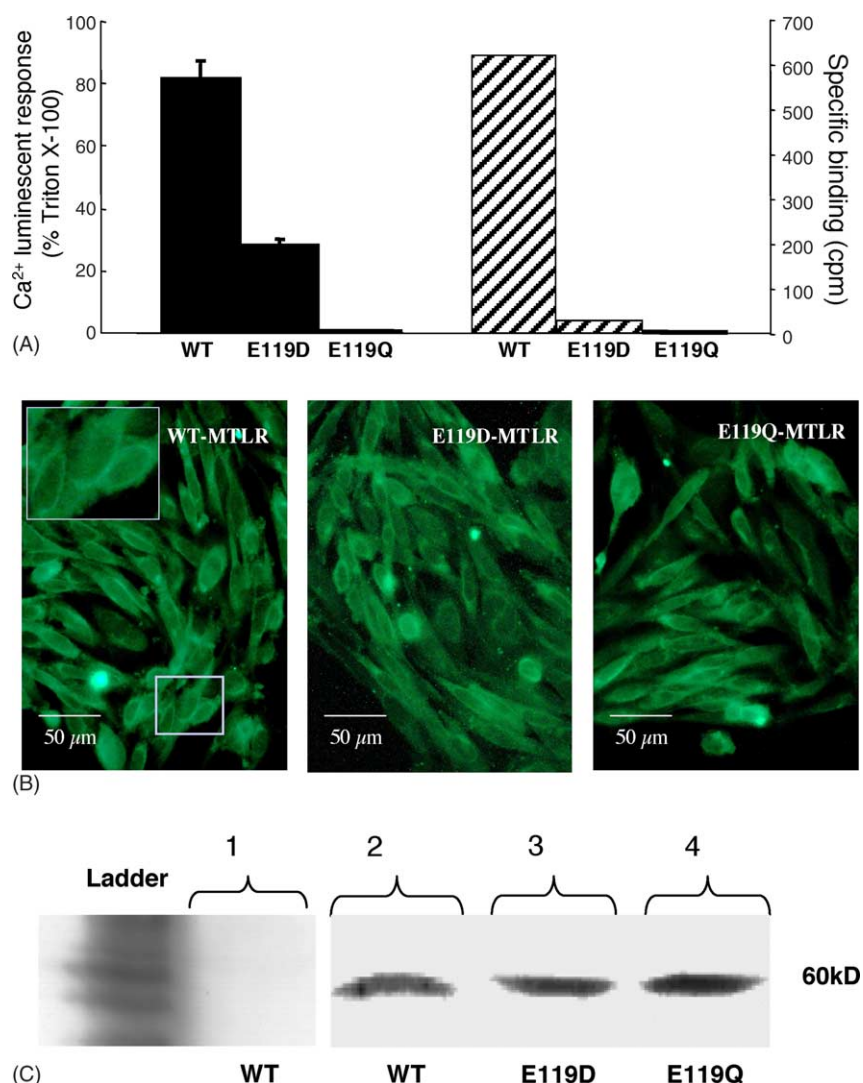 Ca²⁺ luminescent response
(% Triton X-100)
100
80
60
40
20
0
700
600
500
400
300
200
100
0
Specific binding (cpm)
WT E119D E119Q WT E119D E119Q
(A)
WT-MTLR E119D-MTLR E119Q-MTLR
50 μm 50 μm 50 μm
(B)
1 2 3 4
Ladder
60kD
WT WT E119D E119Q
(C)